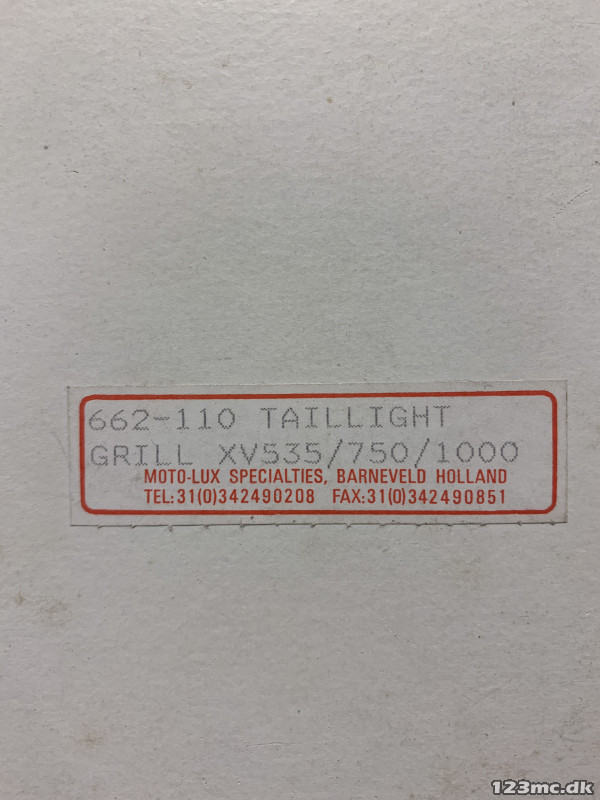 662-110 TAILLIGHT
GRILL XV535/750/1000
MOTO-LUX SPECIALTIES, BARNEVELD HOLLAND
TEL:31(0)342490208 FAX:31(0)342490851
123mc.dk